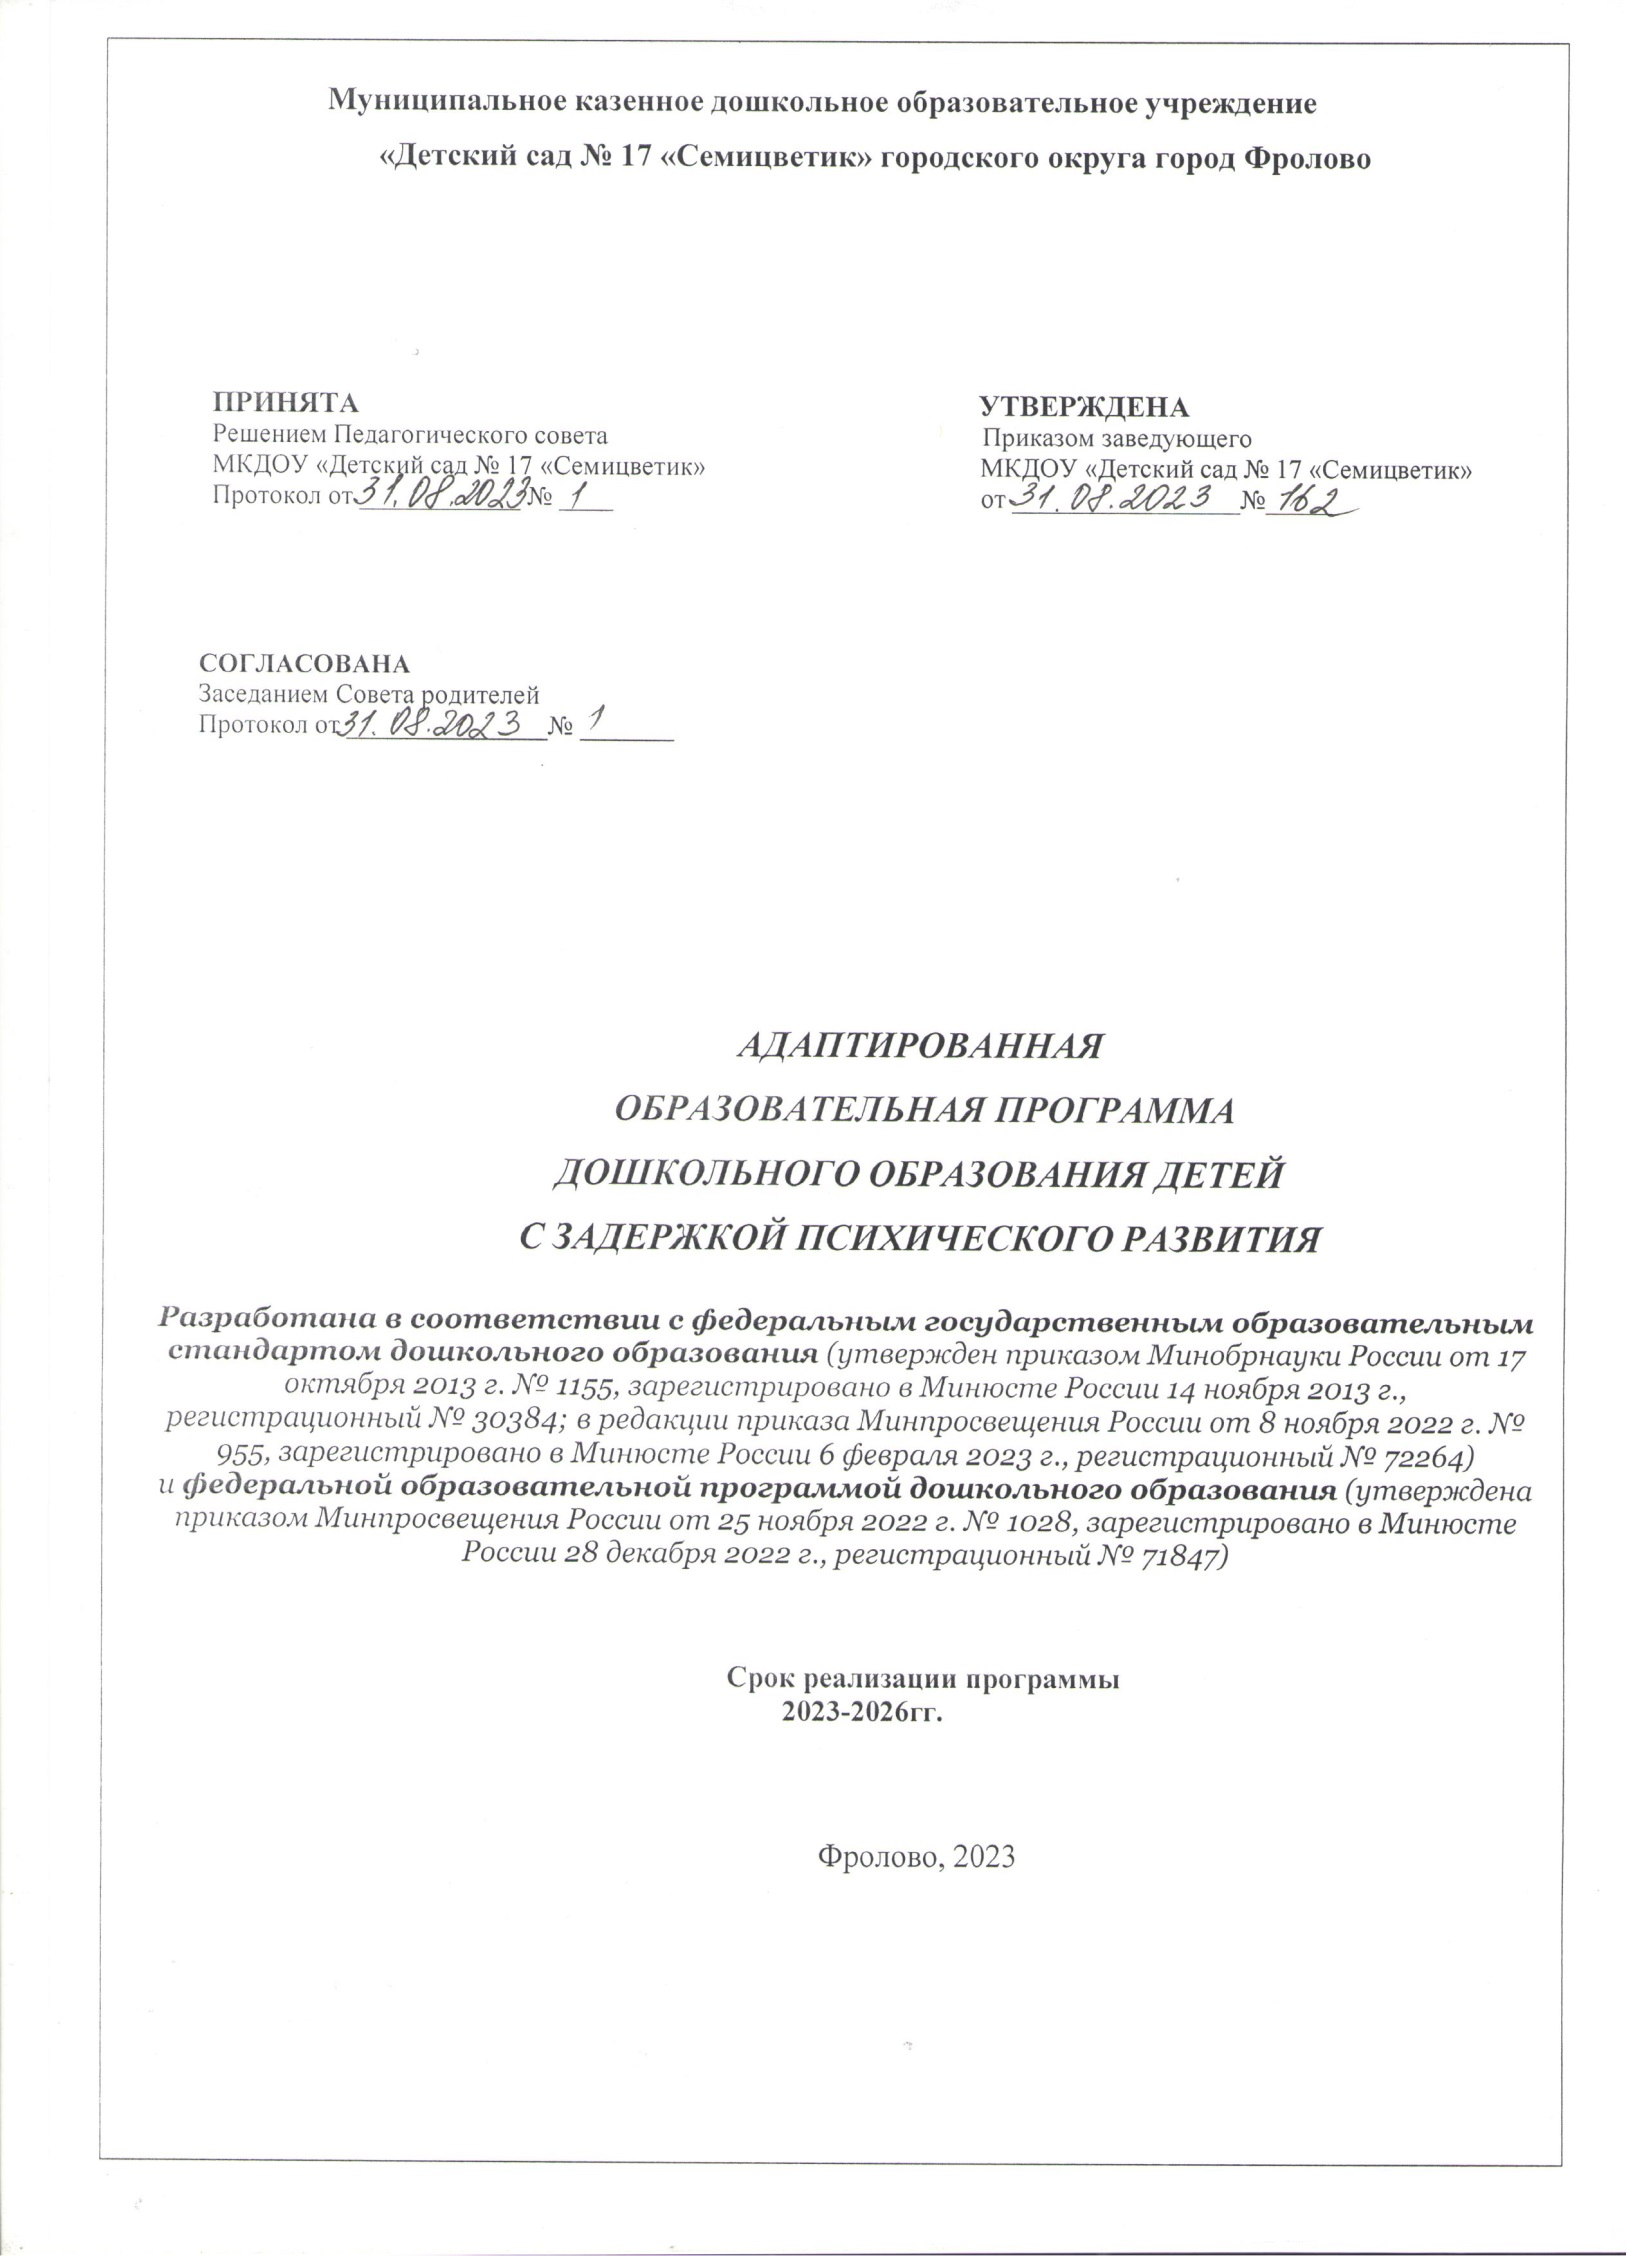 Муниципальное казенное дошкольное образовательное учреждение
«Детский сад № 17 «Семицветик» городского округа город Фролово
ПРИНЯТА
Решением Педагогического совета
МКДОУ «Детский сад № 17 «Семицветик»
Протокол от 31.08.2023 № 1
УТВЕРЖДЕНА
Приказом заведующего
МКДОУ «Детский сад № 17 «Семицветик»
от 31.08.2023 № 162
СОГЛАСОВАНА
Заседанием Совета родителей
Протокол от 31.08.2023 № 1
АДАПТИРОВАННАЯ
ОБРАЗОВАТЕЛЬНАЯ ПРОГРАММА
ДОШКОЛЬНОГО ОБРАЗОВАНИЯ ДЕТЕЙ
С ЗАДЕРЖКОЙ ПСИХИЧЕСКОГО РАЗВИТИЯ
Разработана в соответствии с федеральным государственным образовательным
стандартом дошкольного образования (утвержден приказом Минобрнауки России от 17
октября 2013 г. № 1155, зарегистрировано в Минюсте России 14 ноября 2013 г.,
регистрационный № 30384; в редакции приказа Минпросвещения России от 8 ноября 2022 г. №
955, зарегистрировано в Минюсте России 6 февраля 2023 г., регистрационный № 72264)
и федеральной образовательной программой дошкольного образования (утверждена
приказом Минпросвещения России от 25 ноября 2022 г. № 1028, зарегистрировано в Минюсте
России 28 декабря 2022 г., регистрационный № 71847)
Срок реализации программы
2023-2026гг.
Фролово, 2023